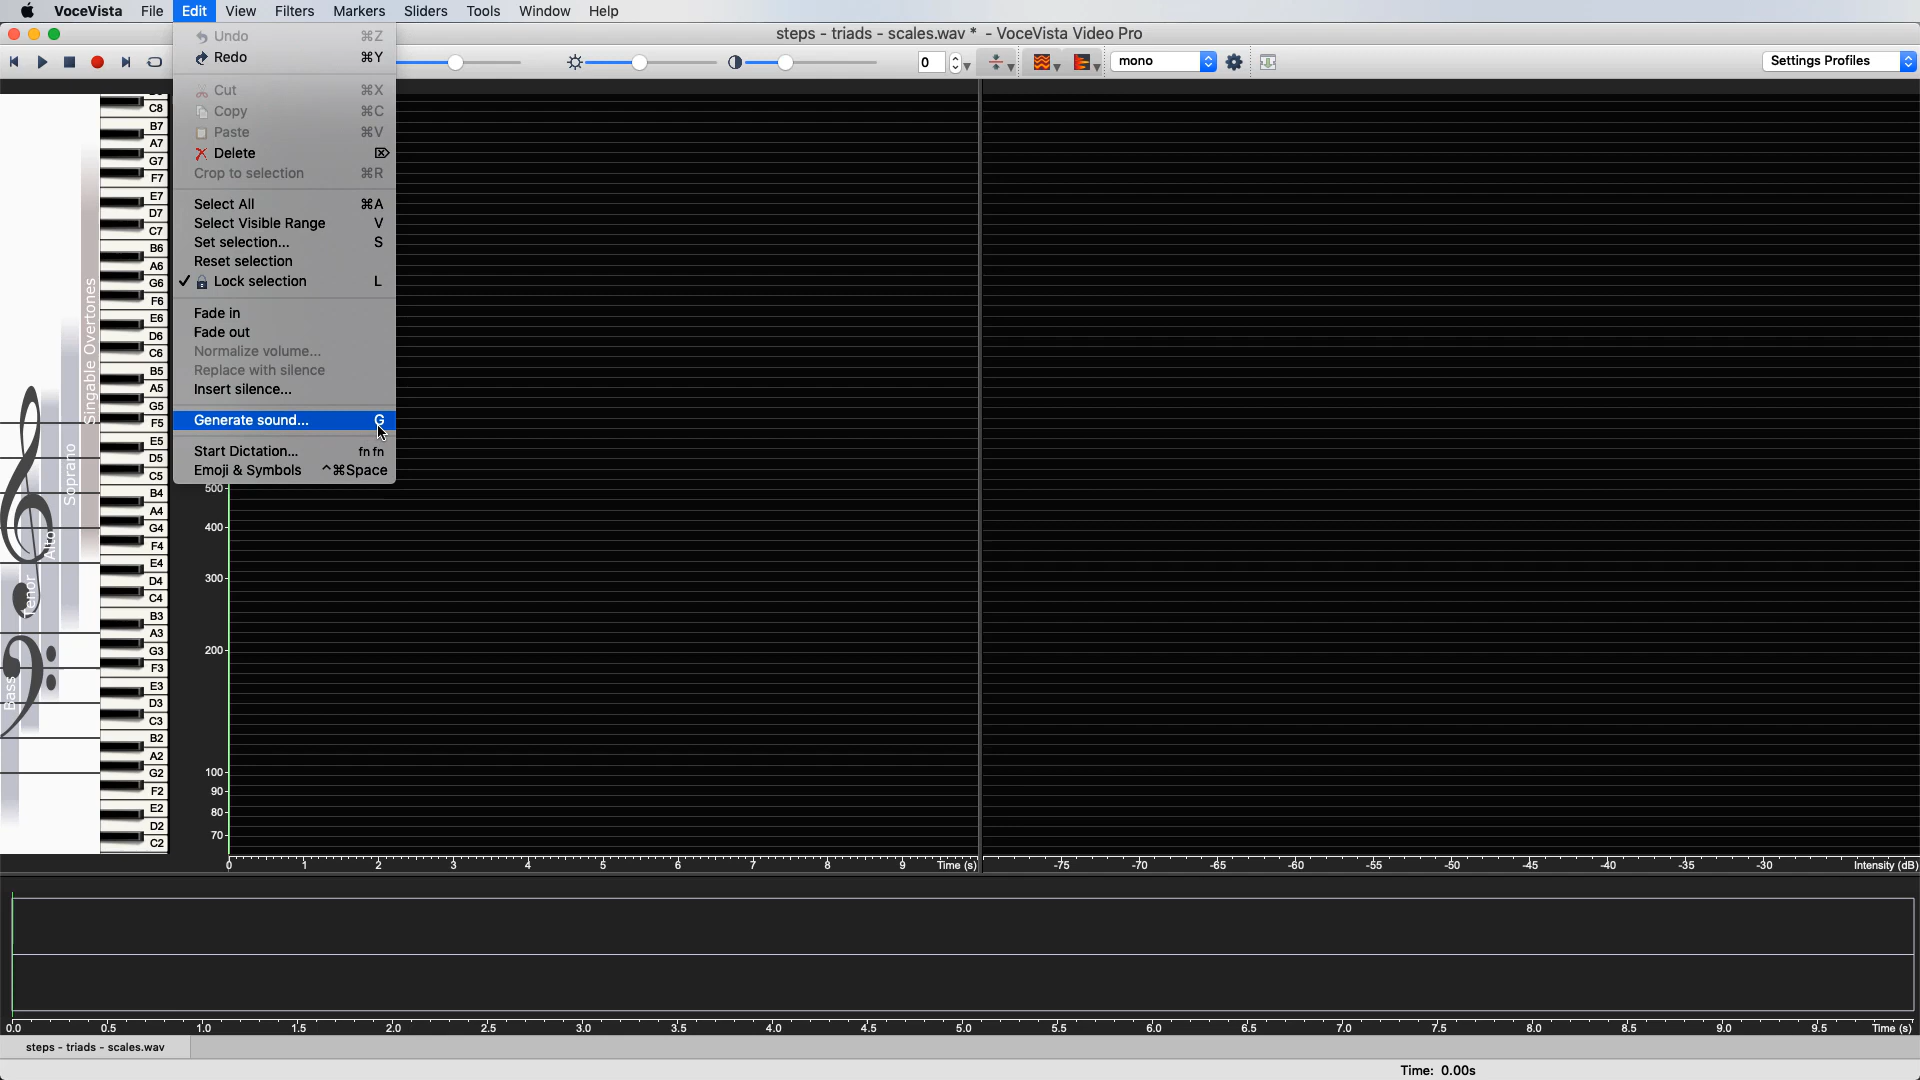 VoceVista File Edit View Filters Markers Sliders Tools Window Help
steps - triads - scales.wav * - VoceVista Video Pro
0 mono Settings Profiles
Undo ⌘Z
Redo ⌘Y
Cut ⌘X
Copy ⌘C
Paste ⌘V
Delete ⌦
Crop to selection ⌘R
Select All ⌘A
Select Visible Range V
Set selection... S
Reset selection
✓ Lock selection L
Fade in
Fade out
Normalize volume...
Replace with silence
Insert silence...
Generate sound... G
Start Dictation... fn fn
Emoji & Symbols ^⌘Space
Singable Overtones
Soprano
Alto
Tenor
Bass
C8
B7
A7
G7
F7
E7
D7
C7
B6
A6
G6
F6
E6
D6
C6
B5
A5
G5
F5
E5
D5
C5
B4
A4
G4
F4
E4
D4
C4
B3
A3
G3
F3
E3
D3
C3
B2
A2
G2
F2
E2
D2
C2
500
400
300
200
100
90
80
70
0 1 2 3 4 5 6 7 8 9 Time (s)
-75 -70 -65 -60 -55 -50 -45 -40 -35 -30 Intensity (dB)
0.0 0.5 1.0 1.5 2.0 2.5 3.0 3.5 4.0 4.5 5.0 5.5 6.0 6.5 7.0 7.5 8.0 8.5 9.0 9.5 Time (s)
steps - triads - scales.wav
Time: 0.00s